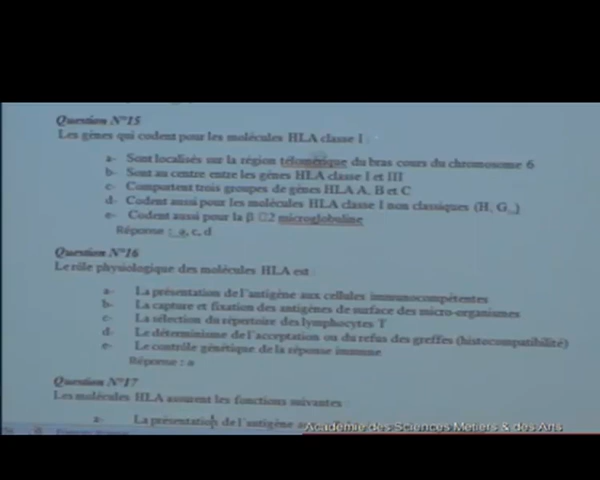 Question N°15
Les gènes qui codent pour les molécules HLA classe I :
a- Sont localisés sur la région télomérique du bras cours du chromosome 6
b- Sont au centre entre les gènes HLA classe I et III
c- Comportent trois groupes de gènes HLA A, B et C
d- Codent aussi pour les molécules HLA classe I non classiques (H, G,..)
e- Codent aussi pour la β 2 microglobuline
Réponse : a, c, d
Question N°16
Le rôle physiologique des molécules HLA est :
a- La présentation de l'antigène aux cellules immunocompétentes
b- La capture et fixation des antigènes de surface des micro-organismes
c- La sélection du répertoire des lymphocytes T
d- Le déterminisme de l'acceptation ou du refus des greffes (histocompatibilité)
e- Le contrôle génétique de la réponse immune
Réponse : a
Question N°17
Les molécules HLA assurent les fonctions suivantes
a- La présentation de l'antigène
Académie des Sciences Metiers & des Arts